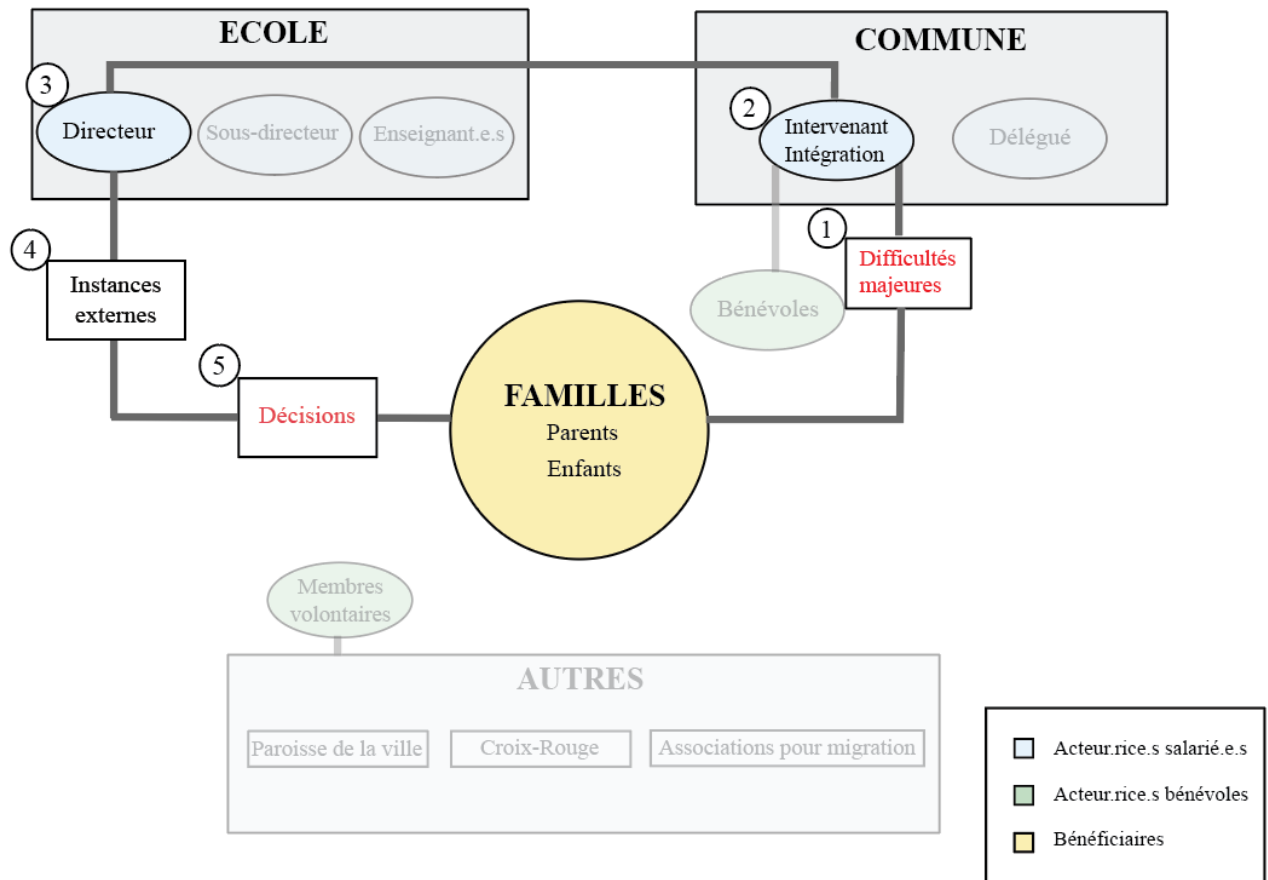 ECOLE
COMMUNE
3
Directeur
Sous-directeur
Enseignant.e.s
2
Intervenant
Intégration
Délégué
4
Instances
externes
1
Difficultés
majeures
Bénévoles
5
Décisions
FAMILLES
Parents
Enfants
Membres
volontaires
AUTRES
Paroisse de la ville
Croix-Rouge
Associations pour migration
Acteur.rice.s salarié.e.s
Acteur.rice.s bénévoles
Bénéficiaires